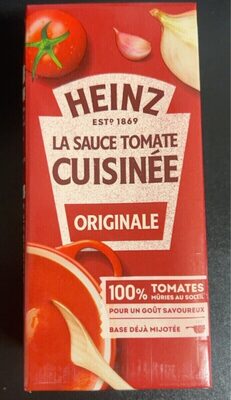 HEINZ
ESTD 1869
LA SAUCE TOMATE
CUISINÉE
ORIGINALE
100% TOMATES
MÛRIES AU SOLEIL
POUR UN GOÛT SAVOUREUX
BASE DÉJÀ MIJOTÉE